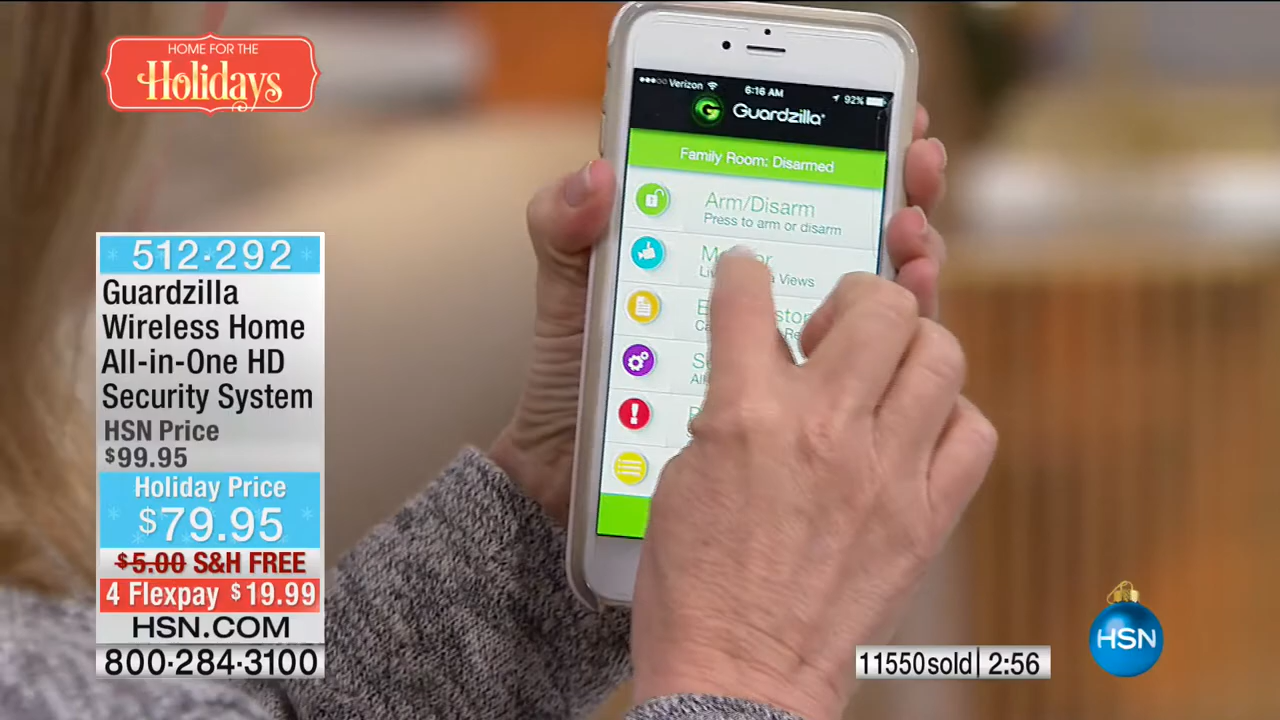 HOME FOR THE
Holidays
512-292
Guardzilla
Wireless Home
All-in-One HD
Security System
HSN Price
$99.95
Holiday Price
$79.95
$5.00 S&H FREE
4 Flexpay $19.99
HSN.COM
800-284-3100
Verizon
6:16 AM
92%
G
Guardzilla
Family Room: Disarmed
Arm/Disarm
Press to arm or disarm
Views
11550 sold | 2:56
HSN